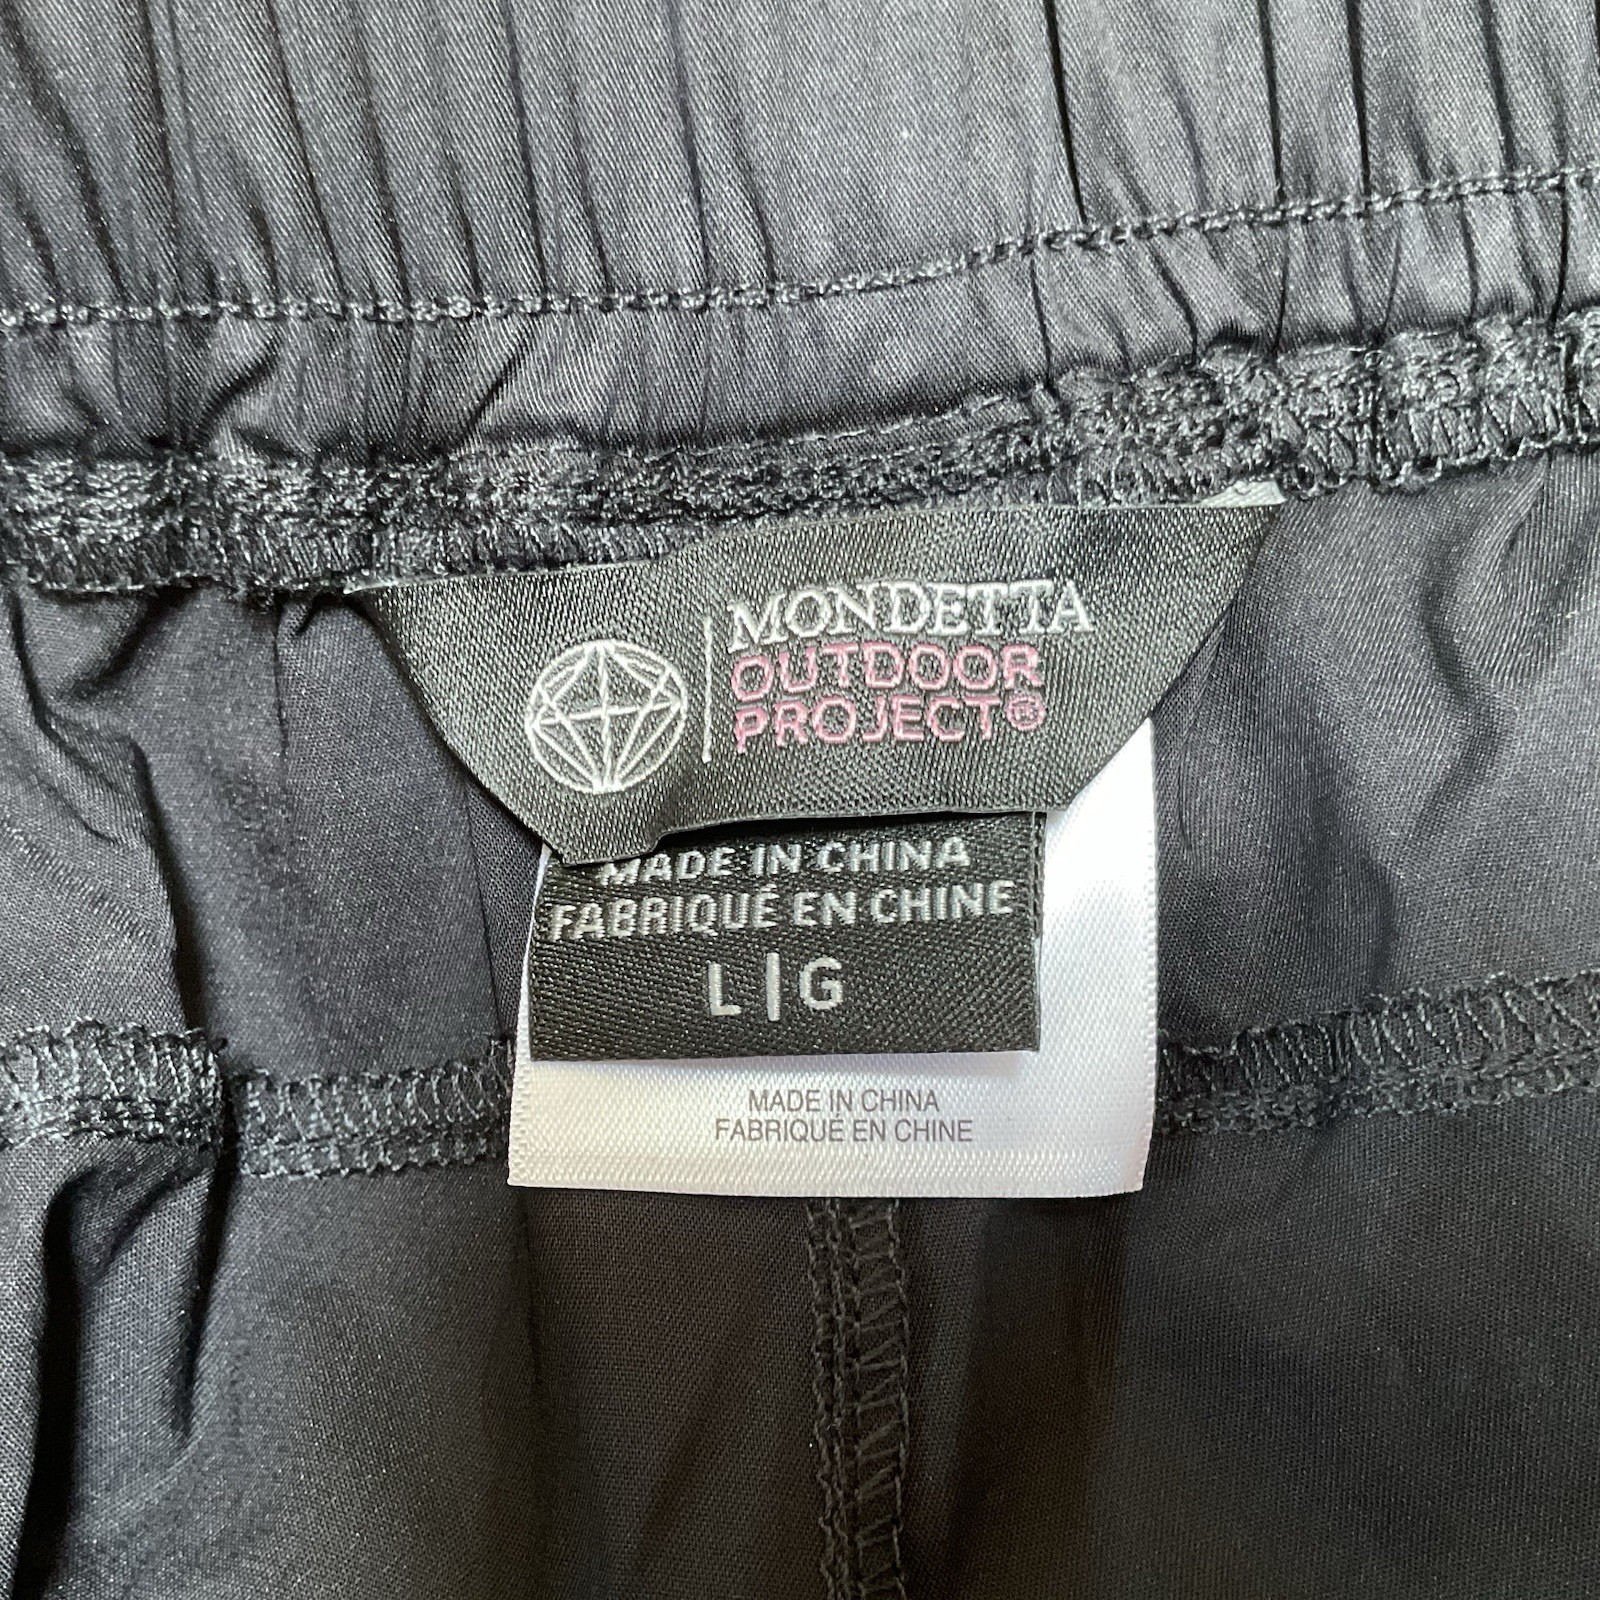 MONDETTA
OUTDOOR
PROJECT®
MADE IN CHINA
FABRIQUÉ EN CHINE
L|G
MADE IN CHINA
FABRIQUÉ EN CHINE